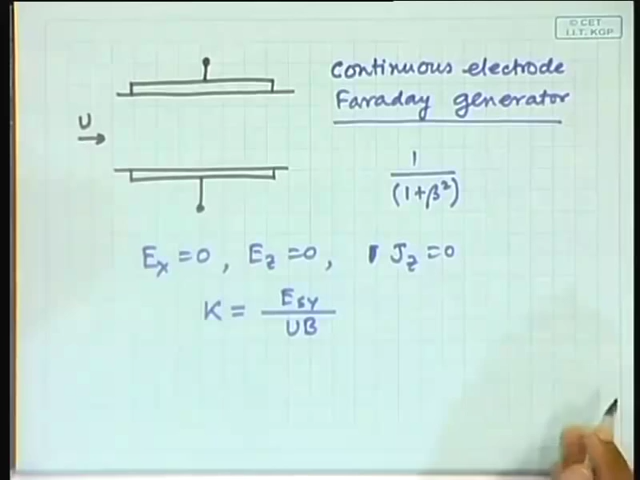 © CET
I.I.T. KGP
Continuous electrode
Faraday generator
U
1
(1+β²)
Ex =0 , Ez =0, Jz =0
K = Esy
UB